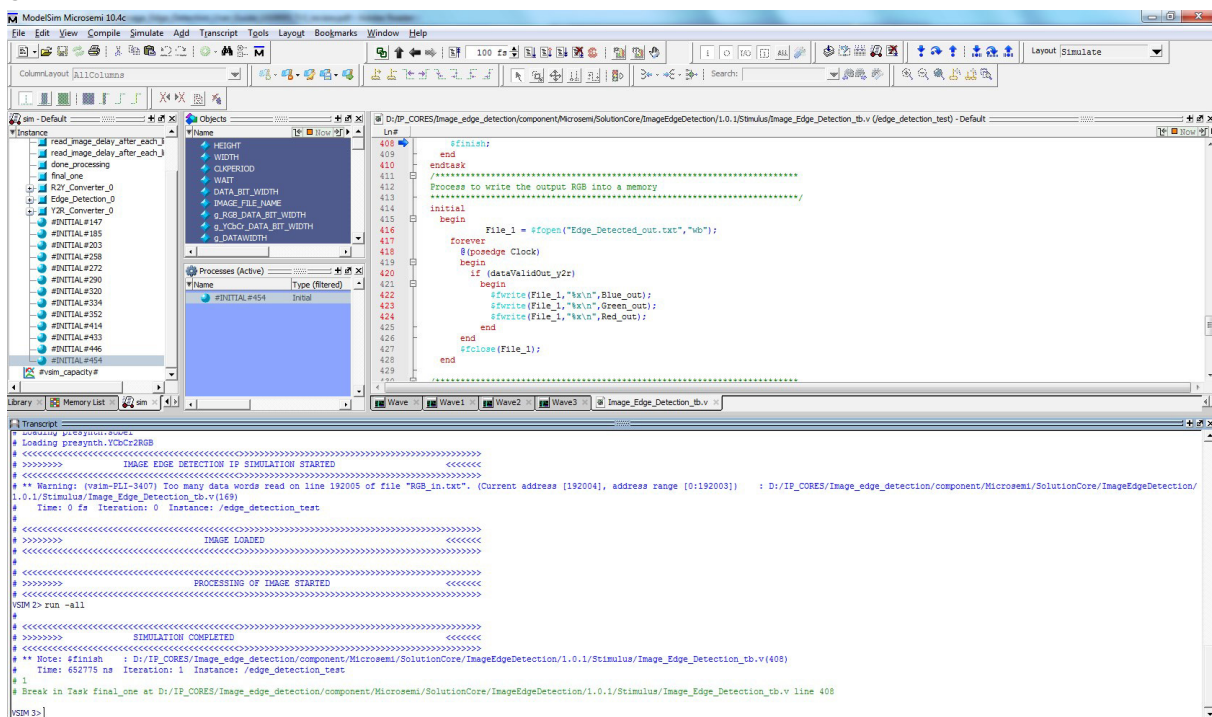 ModelSim Microsemi 10.4c
File Edit View Compile Simulate Add Transcript Tools Layout Bookmarks Window Help
100 fs
Layout Simulate
ColumnLayout AllColumns
Search:
sim - Default
Instance
read_image_delay_after_each_l
read_image_delay_after_each_l
done_processing
final_one
R2Y_Converter_0
Edge_Detection_0
Y2R_Converter_0
#INITIAL#147
#INITIAL#185
#INITIAL#203
#INITIAL#258
#INITIAL#272
#INITIAL#290
#INITIAL#320
#INITIAL#334
#INITIAL#352
#INITIAL#414
#INITIAL#433
#INITIAL#446
#INITIAL#454
#vsim_capacity#
Library Memory List sim
Objects
Name Now
HEIGHT
WIDTH
CLKPERIOD
WAIT
DATA_BIT_WIDTH
IMAGE_FILE_NAME
g_RGB_DATA_BIT_WIDTH
g_YCbCr_DATA_BIT_WIDTH
g_DATAWIDTH
Processes (Active)
Name Type (filtered)
#INITIAL#454 Initial
D:/IP_CORES/Image_edge_detection/component/Microsemi/SolutionCore/ImageEdgeDetection/1.0.1/Stimulus/Image_Edge_Detection_tb.v (/edge_detection_test) - Default
Ln# Now
408 $finish;
409 end
410 endtask
411 /****************************************************************************
412 Process to write the output RGB into a memory
413 ****************************************************************************/
414 initial
415 begin
416 File_1 = $fopen("Edge_Detected_out.txt","wb");
417 forever
418 @(posedge Clock)
419 begin
420 if (dataValidOut_y2r)
421 begin
422 $fwrite(File_1,"%x\n",Blue_out);
423 $fwrite(File_1,"%x\n",Green_out);
424 $fwrite(File_1,"%x\n",Red_out);
425 end
426 end
427 $fclose(File_1);
428 end
429
Wave Wave1 Wave2 Wave3 Image_Edge_Detection_tb.v
Transcript
# Loading presynth.sobel
# Loading presynth.YCbCr2RGB
# <<<<<<<<<<<<<<<<<<<<<<<<<<<<<<<<<<<<<<<<>>>>>>>>>>>>>>>>>>>>>>>>>>>>>>>>>>>>>>>>>>>>
# >>>>>>>> IMAGE EDGE DETECTION IP SIMULATION STARTED <<<<<<<
# <<<<<<<<<<<<<<<<<<<<<<<<<<<<<<<<<<<<<<<<>>>>>>>>>>>>>>>>>>>>>>>>>>>>>>>>>>>>>>>>>>>>
# ** Warning: (vsim-PLI-3407) Too many data words read on line 192005 of file "RGB_in.txt". (Current address [192004], address range [0:192003]) : D:/IP_CORES/Image_edge_detection/component/Microsemi/SolutionCore/ImageEdgeDetection/
1.0.1/Stimulus/Image_Edge_Detection_tb.v(169)
# Time: 0 fs Iteration: 0 Instance: /edge_detection_test
#
# <<<<<<<<<<<<<<<<<<<<<<<<<<<<<<<<<<<<<<<<>>>>>>>>>>>>>>>>>>>>>>>>>>>>>>>>>>>>>>>>>>>>
# >>>>>>>> IMAGE LOADED <<<<<<<
# <<<<<<<<<<<<<<<<<<<<<<<<<<<<<<<<<<<<<<<<>>>>>>>>>>>>>>>>>>>>>>>>>>>>>>>>>>>>>>>>>>>>
#
# <<<<<<<<<<<<<<<<<<<<<<<<<<<<<<<<<<<<<<<<>>>>>>>>>>>>>>>>>>>>>>>>>>>>>>>>>>>>>>>>>>>>
# >>>>>>>> PROCESSING OF IMAGE STARTED <<<<<<<
# <<<<<<<<<<<<<<<<<<<<<<<<<<<<<<<<<<<<<<<<>>>>>>>>>>>>>>>>>>>>>>>>>>>>>>>>>>>>>>>>>>>>
VSIM 2> run -all
#
# <<<<<<<<<<<<<<<<<<<<<<<<<<<<<<<<<<<<<<<<>>>>>>>>>>>>>>>>>>>>>>>>>>>>>>>>>>>>>>>>>>>>
# >>>>>>>> SIMULATION COMPLETED <<<<<<<
# <<<<<<<<<<<<<<<<<<<<<<<<<<<<<<<<<<<<<<<<>>>>>>>>>>>>>>>>>>>>>>>>>>>>>>>>>>>>>>>>>>>>
# ** Note: $finish : D:/IP_CORES/Image_edge_detection/component/Microsemi/SolutionCore/ImageEdgeDetection/1.0.1/Stimulus/Image_Edge_Detection_tb.v(408)
# Time: 652775 ns Iteration: 1 Instance: /edge_detection_test
# 1
# Break in Task final_one at D:/IP_CORES/Image_edge_detection/component/Microsemi/SolutionCore/ImageEdgeDetection/1.0.1/Stimulus/Image_Edge_Detection_tb.v line 408
VSIM 3>